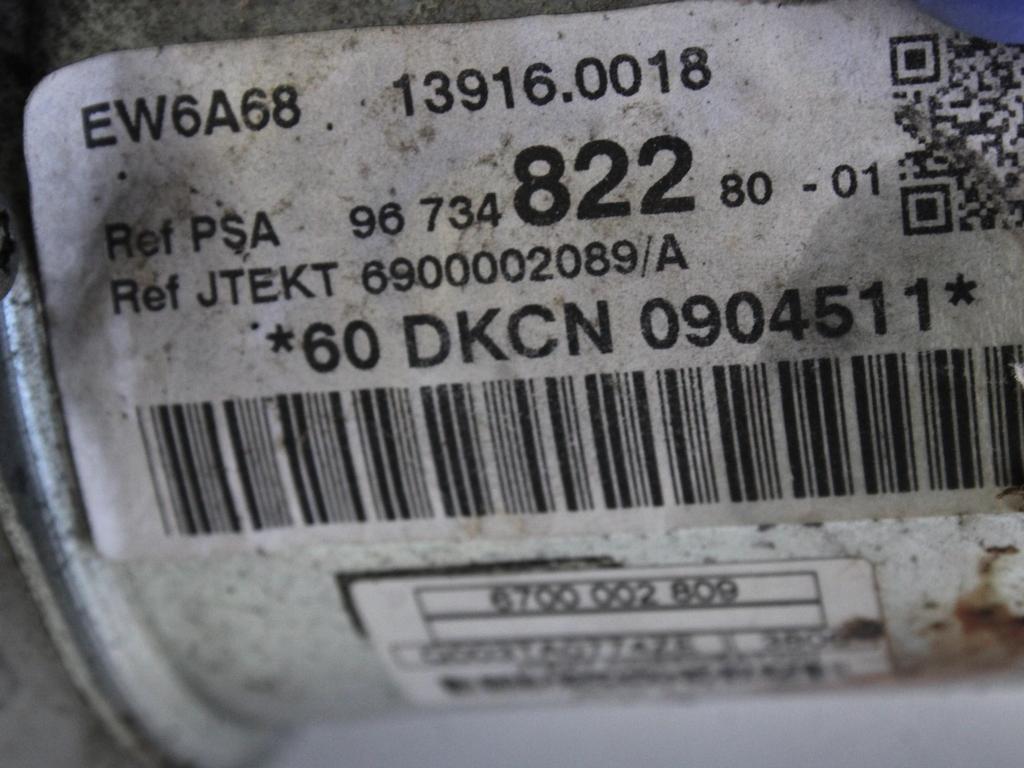 EW6A68 . 13916.0018
Ref PSA 96 734 822 80 - 01
Ref JTEKT 6900002089/A
*60 DKCN 0904511*
6700 002 809